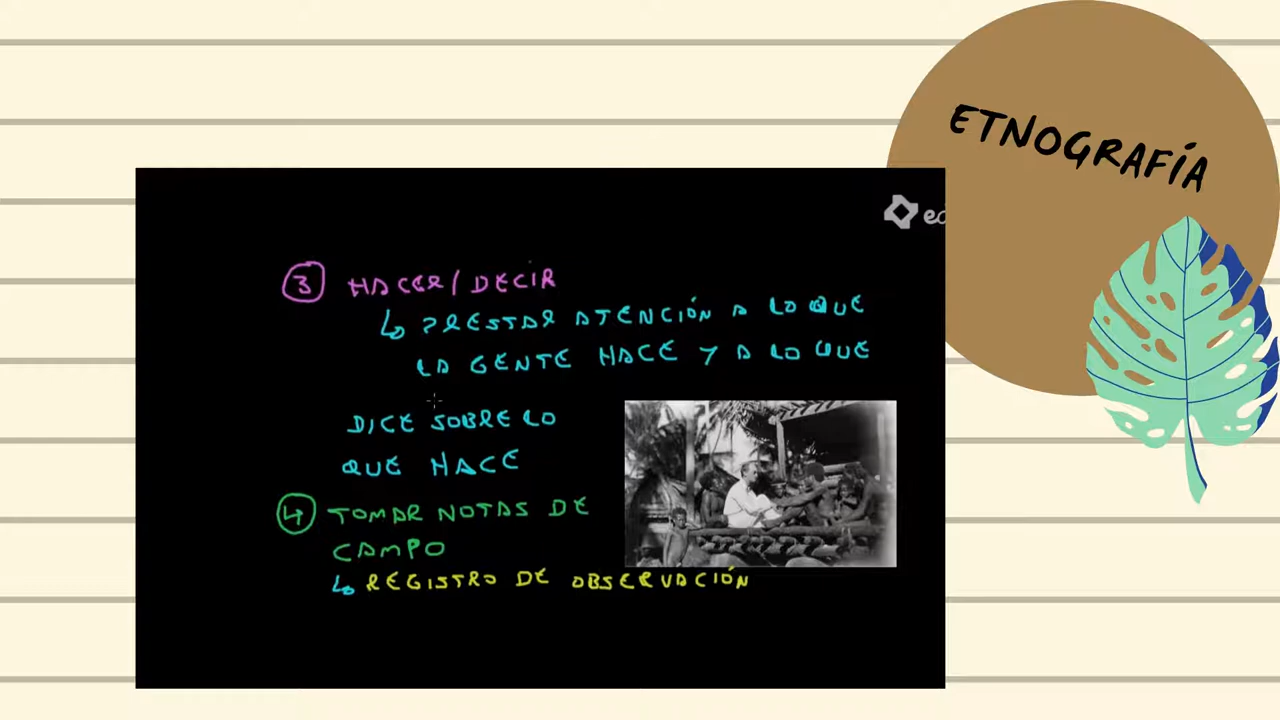 ETNOGRAFÍA
3 HACER/DECIR
PRESTAR ATENCIÓN A LO QUE
LA GENTE HACE Y A LO QUE
DICE SOBRE LO
QUE HACE
4 TOMAR NOTAS DE
CAMPO
REGISTRO DE OBSERVACIÓN